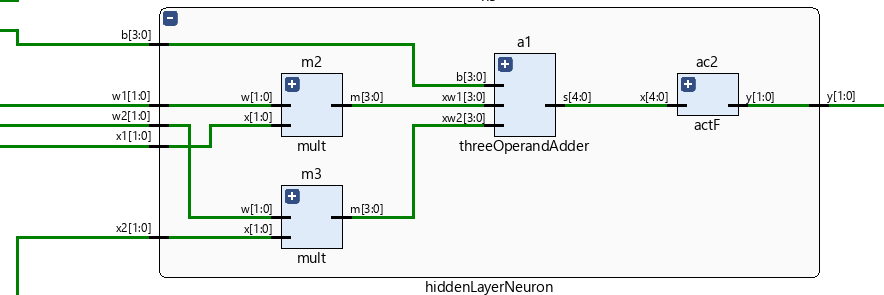 b[3:0]
w1[1:0]
w2[1:0]
x1[1:0]
x2[1:0]
m2
w[1:0]
x[1:0]
m[3:0]
mult
m3
w[1:0]
x[1:0]
m[3:0]
mult
a1
b[3:0]
xw1[3:0]
xw2[3:0]
s[4:0]
threeOperandAdder
ac2
x[4:0]
y[1:0]
actF
y[1:0]
hiddenLayerNeuron